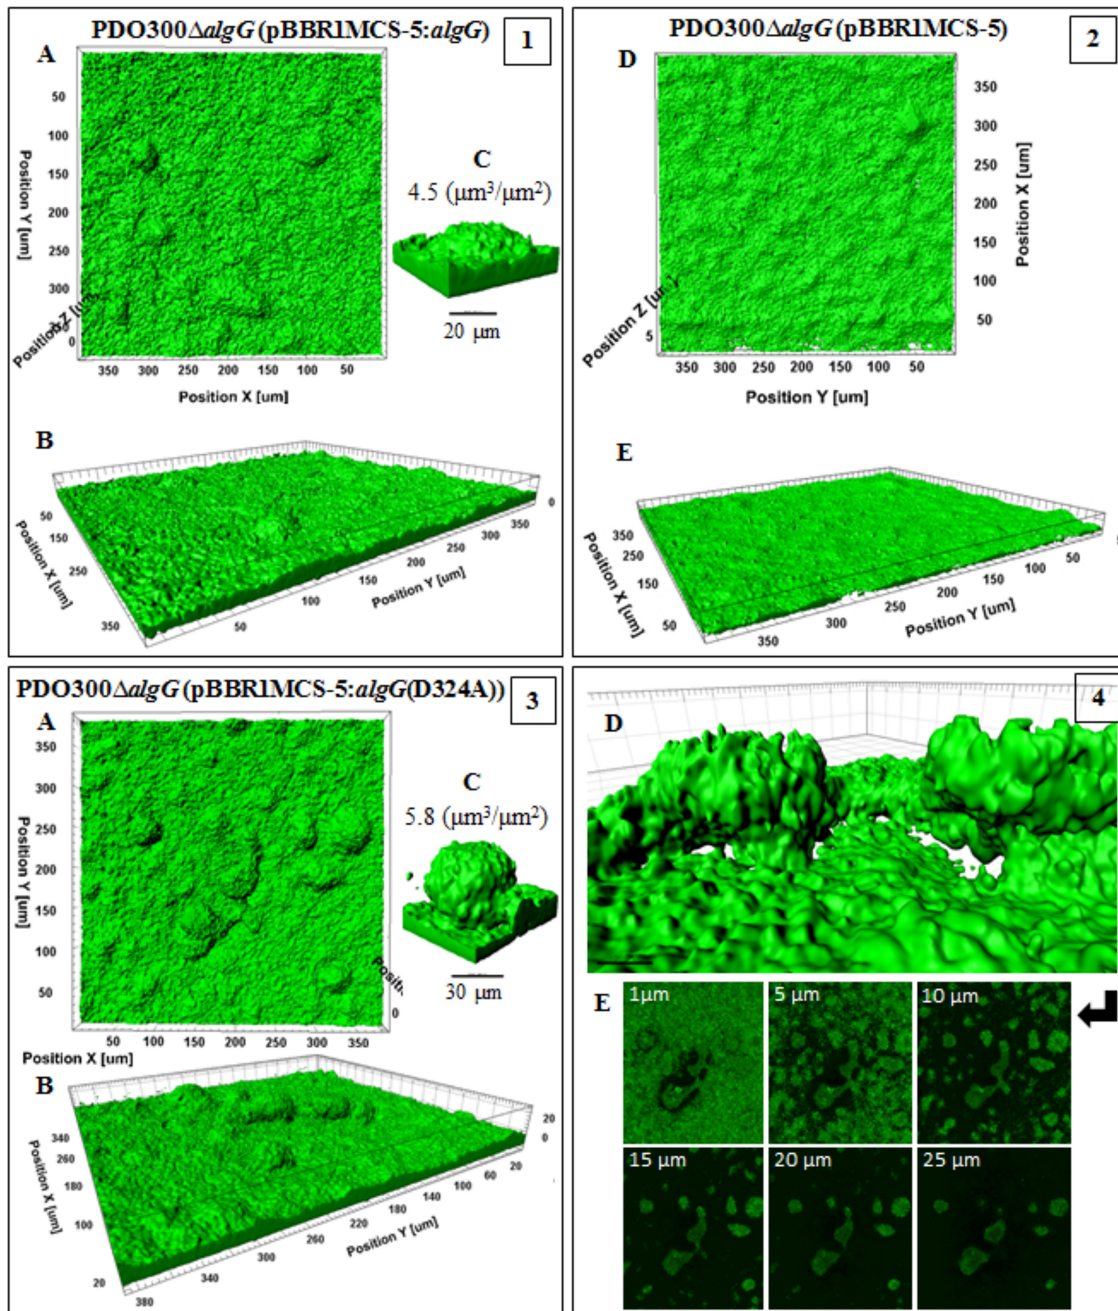 PDO300ΔalgG (pBBR1MCS-5:algG)
1
A
50
100
150
200
250
300
0
Position Y [um]
Position Z [um]
350 300 250 200 150 100 50
Position X [um]
C
4.5 (μm³/μm²)
20 μm
B
50
150
250
350
Position X [um]
50
100
150
200
250
300
350
0
Position Y [um]
PDO300ΔalgG (pBBR1MCS-5)
2
D
350
300
250
200
150
100
50
Position X [um]
Position Z [um]
5
350 300 250 200 150 100 50
Position Y [um]
E
350
250
150
50
Position X [um]
350
300
250
200
150
100
50
Position Y [um]
PDO300ΔalgG (pBBR1MCS-5:algG(D324A))
3
A
350
300
250
200
150
100
50
Position Y [um]
0
50 100 150 200 250 300 350
Position X [um]
C
5.8 (μm³/μm²)
30 μm
B
340
260
180
100
20
Position X [um]
380
340
300
260
220
180
140
100
60
20
20
0
Position Y [um]
4
D
E
1μm
5 μm
10 μm
15 μm
20 μm
25 μm